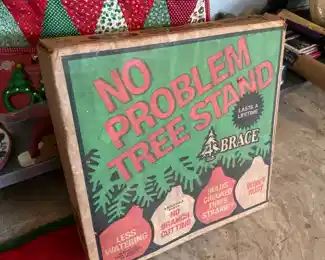 NO
PROBLEM
TREE STAND
LASTS A
LIFETIME
BRACE
LESS
WATERING
NO
BRANCH
CUTTING
HOLDS
CROOKED
TREES
STRAIGHT
WON'T
RUST